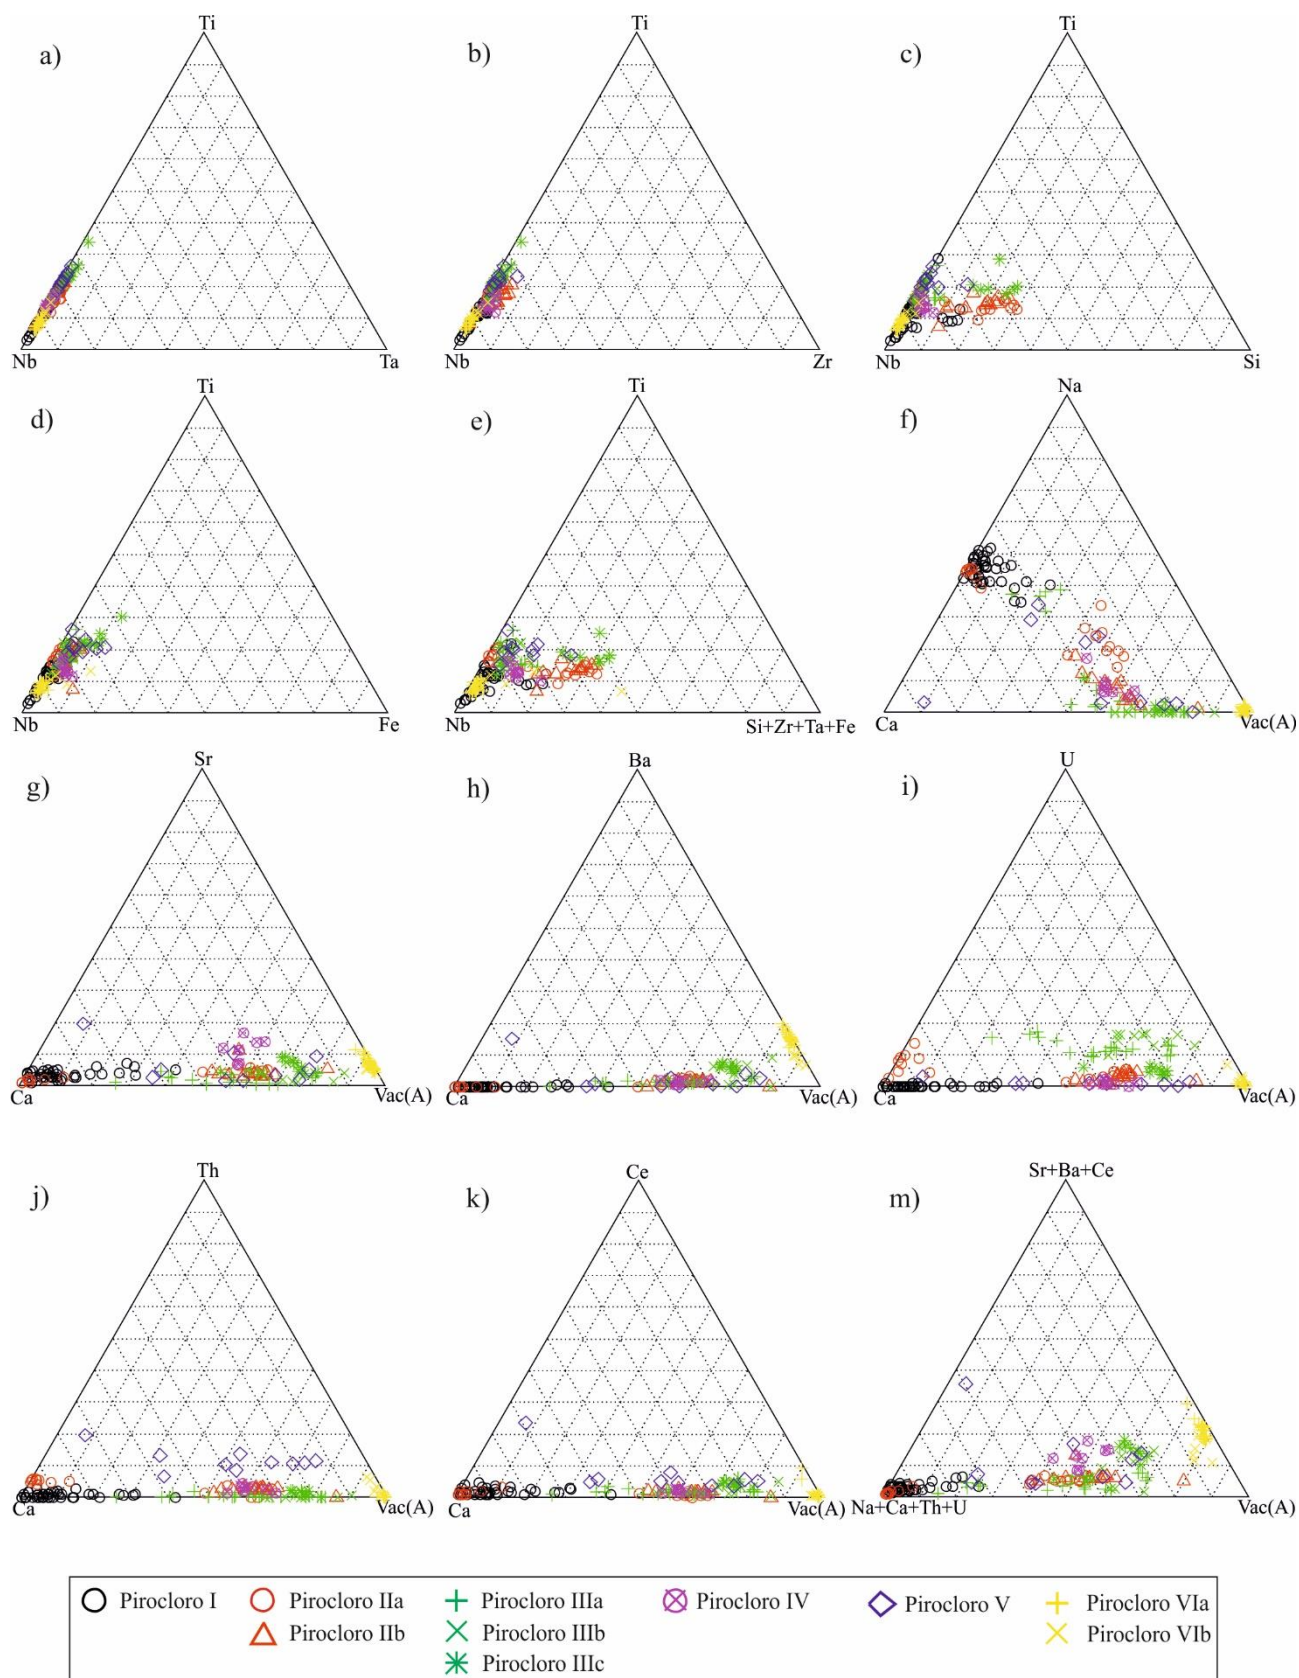 Ti Ti Ti
a) b) c)
Nb Ta Nb Zr Nb Si
Ti Ti Na
d) e) f)
Nb Fe Nb Si+Zr+Ta+Fe Ca Vac(A)
Sr Ba U
g) h) i)
Ca Vac(A) Ca Vac(A) Ca Vac(A)
Th Ce Sr+Ba+Ce
j) k) m)
Ca Vac(A) Ca Vac(A) Na+Ca+Th+U Vac(A)
Pirocloro I Pirocloro IIa Pirocloro IIIa Pirocloro IV Pirocloro V Pirocloro VIa
Pirocloro IIb Pirocloro IIIb Pirocloro VIb
Pirocloro IIIc